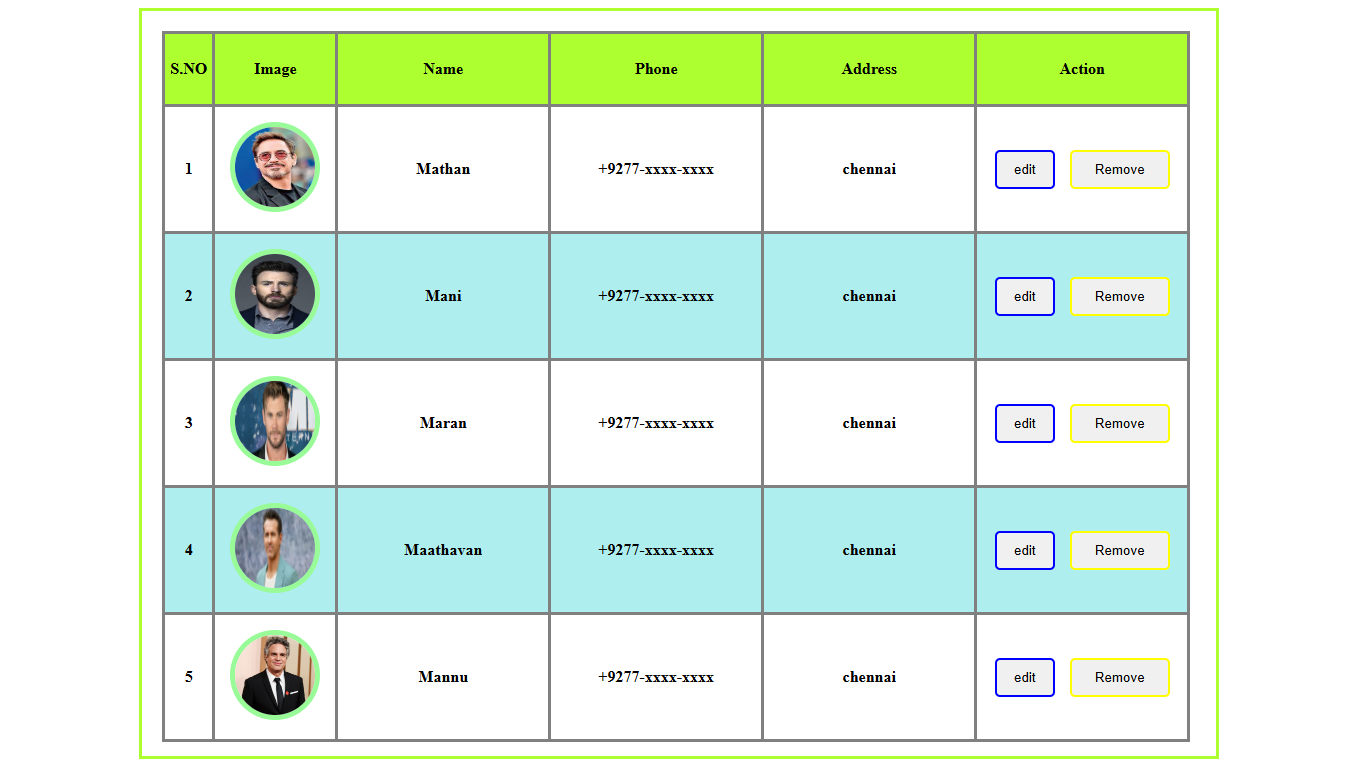 S.NO Image Name Phone Address Action
1 Mathan +9277-xxxx-xxxx chennai edit Remove
2 Mani +9277-xxxx-xxxx chennai edit Remove
3 Maran +9277-xxxx-xxxx chennai edit Remove
4 Maathavan +9277-xxxx-xxxx chennai edit Remove
5 Mannu +9277-xxxx-xxxx chennai edit Remove